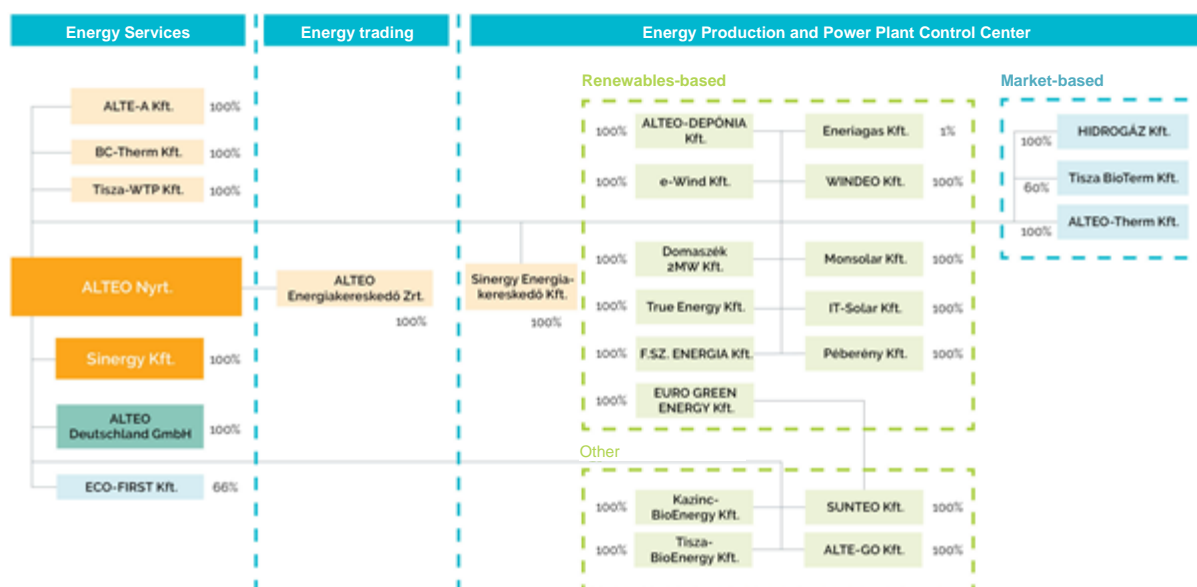 Energy Services
Energy trading
Energy Production and Power Plant Control Center
Renewables-based
Market-based
ALTE-A Kft.
100%
BC-Therm Kft.
100%
Tisza-WTP Kft.
100%
ALTEO Nyrt.
Sinergy Kft.
100%
ALTEO
Deutschland GmbH
100%
ECO-FIRST Kft.
66%
ALTEO
Energiakereskedő Zrt.
100%
Sinergy Energia-
kereskedő Kft.
100%
100%
ALTEO-DEPÓNIA
Kft.
Eneriagas Kft.
1%
100%
e-Wind Kft.
WINDEO Kft.
100%
100%
Domaszék
2MW Kft.
Monsolar Kft.
100%
100%
True Energy Kft.
IT-Solar Kft.
100%
100%
F.SZ. ENERGIA Kft.
Péberény Kft.
100%
100%
EURO GREEN
ENERGY Kft.
Other
100%
Kazinc-
BioEnergy Kft.
SUNTEO Kft.
100%
100%
Tisza-
BioEnergy Kft.
ALTE-GO Kft.
100%
100%
HIDROGÁZ Kft.
60%
Tisza BioTerm Kft.
100%
ALTEO-Therm Kft.